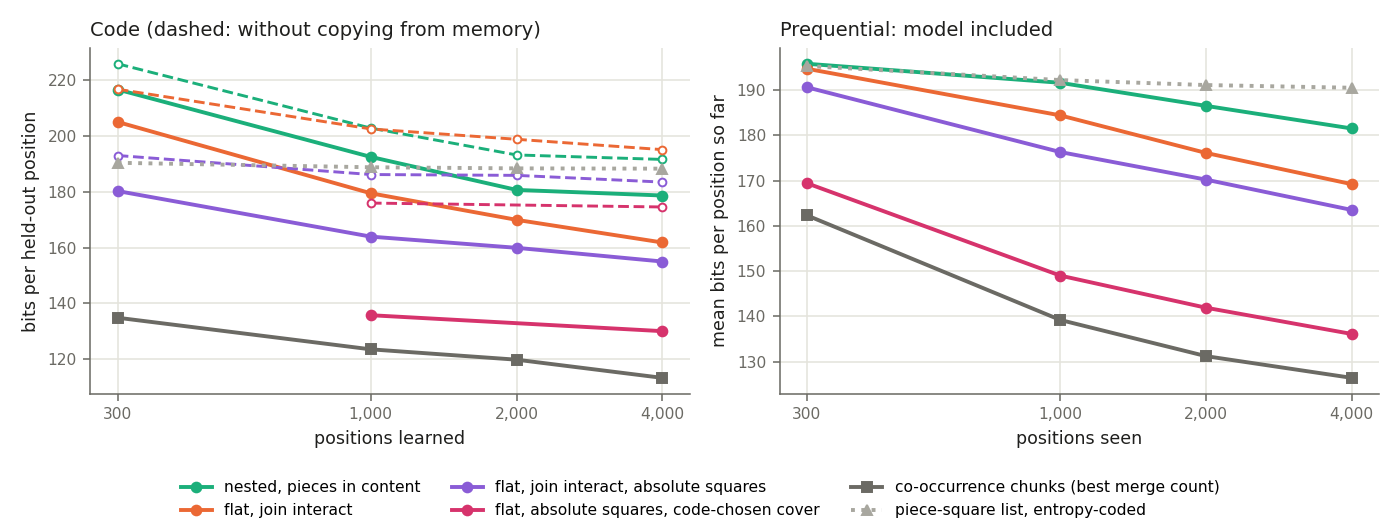 Code (dashed: without copying from memory)
bits per held-out position
220
200
180
160
140
120
300
1,000
2,000
4,000
positions learned
Prequential: model included
mean bits per position so far
190
180
170
160
150
140
130
300
1,000
2,000
4,000
positions seen
nested, pieces in content
flat, join interact
flat, join interact, absolute squares
flat, absolute squares, code-chosen cover
co-occurrence chunks (best merge count)
piece-square list, entropy-coded